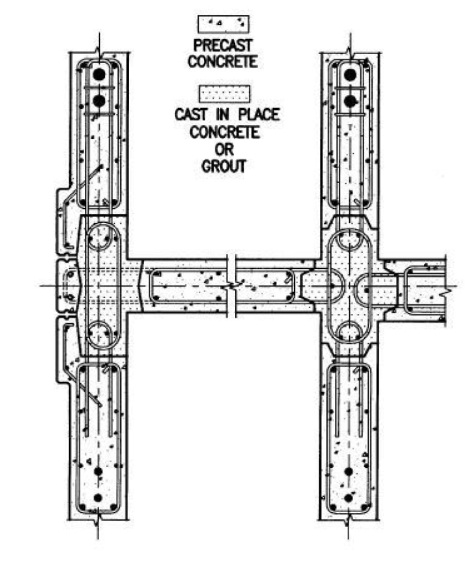 PRECAST
CONCRETE
CAST IN PLACE
CONCRETE
OR
GROUT